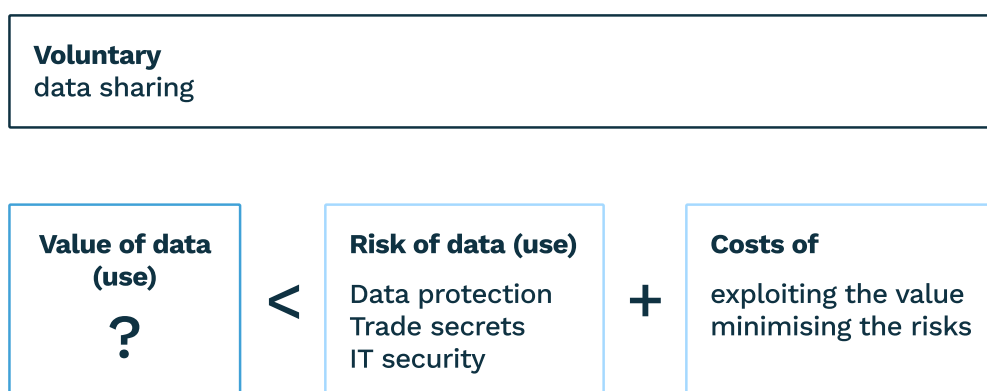 Voluntary
data sharing
Value of data
(use)
?
<
Risk of data (use)
Data protection
Trade secrets
IT security
+
Costs of
exploiting the value
minimising the risks